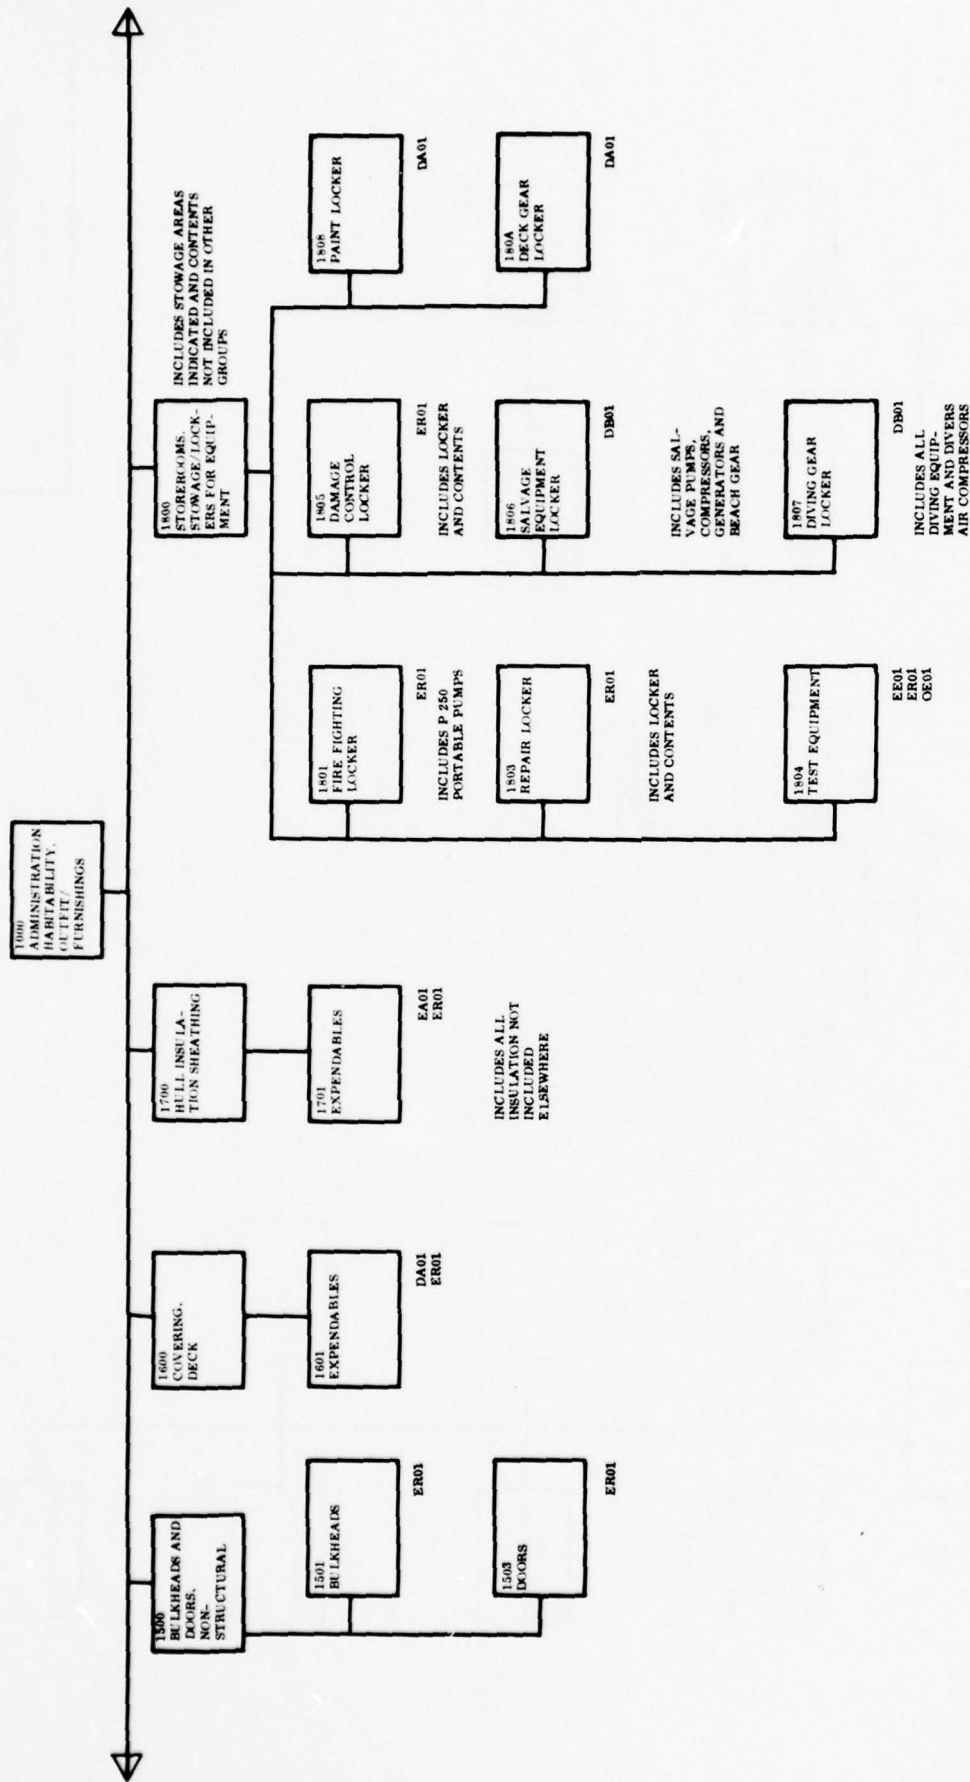 1000
ADMINISTRATION
HABITABILITY.
OUTFIT/
FURNISHINGS
1500
BULKHEADS AND
DOORS.
NON-
STRUCTURAL
1501
BULKHEADS
ER01
1503
DOORS
ER01
1600
COVERING.
DECK
1601
EXPENDABLES
DA01
ER01
1700
HULL INSULA-
TION SHEATHING
1701
EXPENDABLES
EA01
ER01
INCLUDES ALL
INSULATION NOT
INCLUDED
ELSEWHERE
1800
STOREROOMS.
STOWAGE/LOCK-
ERS FOR EQUIP-
MENT
INCLUDES STOWAGE AREAS
INDICATED AND CONTENTS
NOT INCLUDED IN OTHER
GROUPS
1801
FIRE FIGHTING
LOCKER
ER01
INCLUDES P 250
PORTABLE PUMPS
1803
REPAIR LOCKER
ER01
INCLUDES LOCKER
AND CONTENTS
1804
TEST EQUIPMENT
EE01
ER01
OE01
1805
DAMAGE
CONTROL
LOCKER
ER01
INCLUDES LOCKER
AND CONTENTS
1806
SALVAGE
EQUIPMENT
LOCKER
DB01
INCLUDES SAL-
VAGE PUMPS,
COMPRESSORS,
GENERATORS AND
BEACH GEAR
1807
DIVING GEAR
LOCKER
DB01
INCLUDES ALL
DIVING EQUIP-
MENT AND DIVERS
AIR COMPRESSORS
1808
PAINT LOCKER
DA01
180A
DECK GEAR
LOCKER
DA01